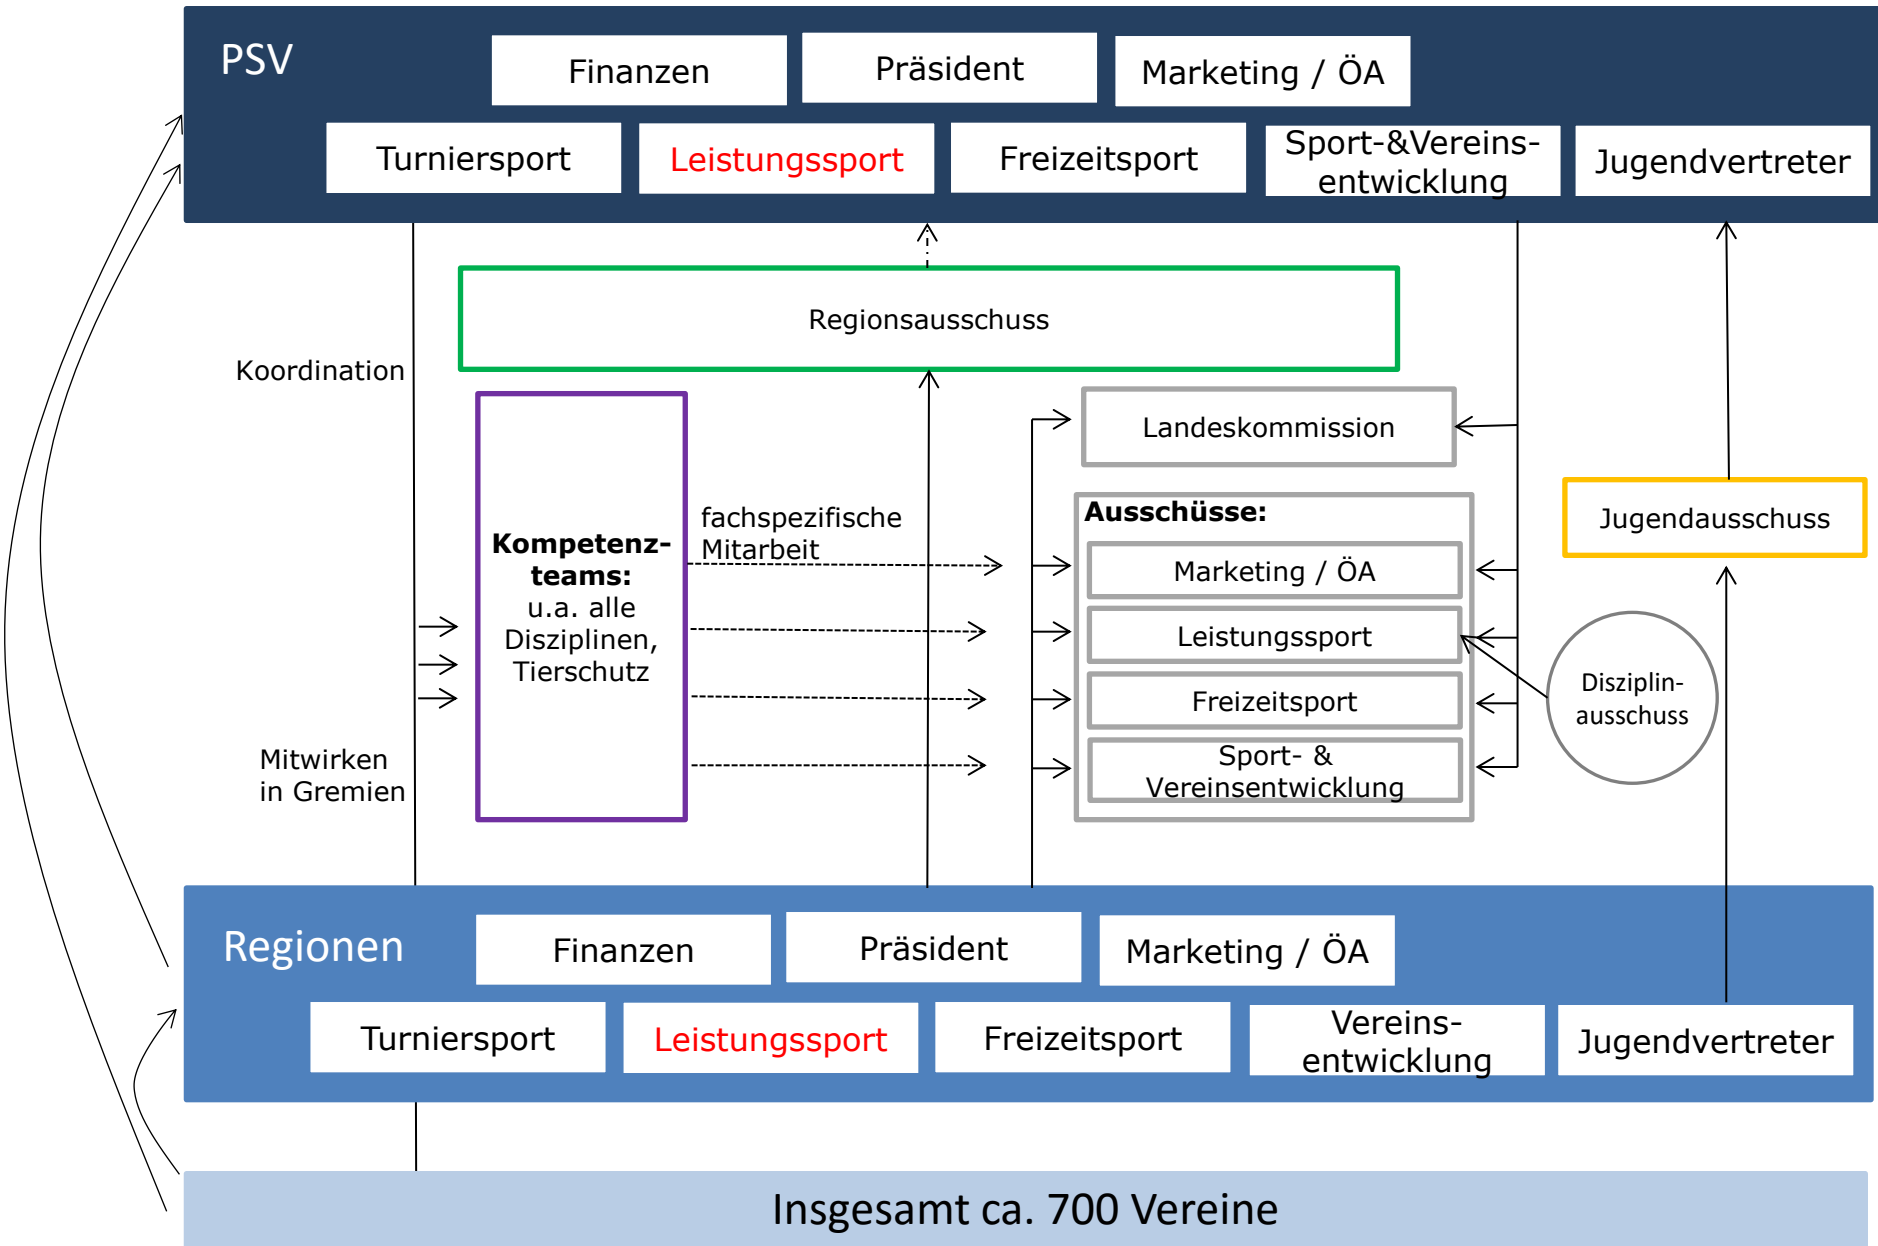 PSV
Finanzen
Präsident
Marketing / ÖA
Turniersport
Leistungssport
Freizeitsport
Sport-&Vereins-
entwicklung
Jugendvertreter
Regionsausschuss
Koordination
Landeskommission
Kompetenz-
teams:
u.a. alle
Disziplinen,
Tierschutz
fachspezifische
Mitarbeit
Ausschüsse:
Marketing / ÖA
Leistungssport
Freizeitsport
Sport- &
Vereinsentwicklung
Jugendausschuss
Disziplin-
ausschuss
Mitwirken
in Gremien
Regionen
Finanzen
Präsident
Marketing / ÖA
Turniersport
Leistungssport
Freizeitsport
Vereins-
entwicklung
Jugendvertreter
Insgesamt ca. 700 Vereine